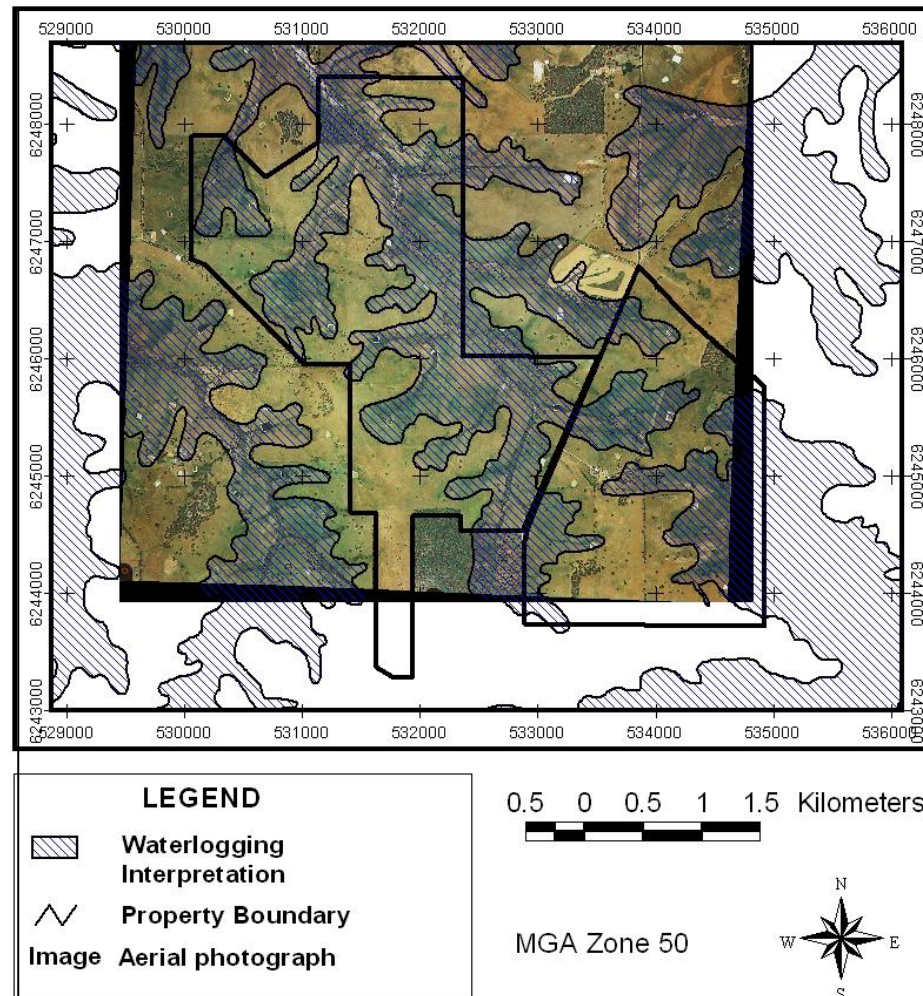 529000 530000 531000 532000 533000 534000 535000 536000
6248000 6248000
6247000 6247000
6246000 6246000
6245000 6245000
6244000 6244000
6243000 6243000
529000 530000 531000 532000 533000 534000 535000 536000
LEGEND
Waterlogging
Interpretation
Property Boundary
Image Aerial photograph
0.5 0 0.5 1 1.5 Kilometers
MGA Zone 50
N
W E
S